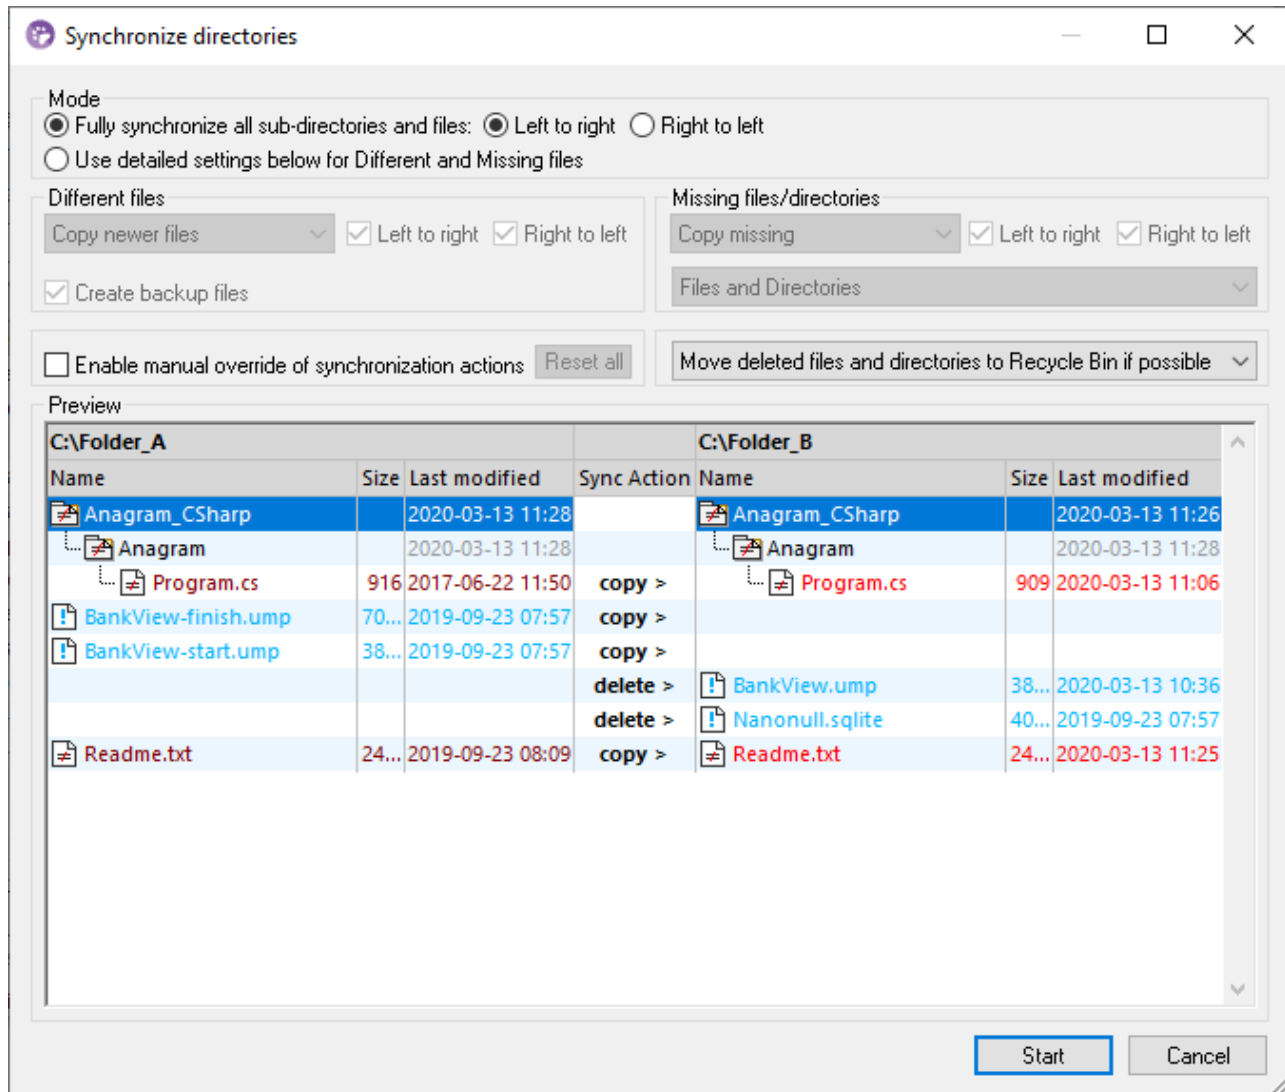 Synchronize directories
Mode
Fully synchronize all sub-directories and files: Left to right Right to left
Use detailed settings below for Different and Missing files
Different files
Copy newer files Left to right Right to left
Create backup files
Missing files/directories
Copy missing Left to right Right to left
Files and Directories
Enable manual override of synchronization actions Reset all
Move deleted files and directories to Recycle Bin if possible
Preview
C:\Folder_A C:\Folder_B
Name Size Last modified Sync Action Name Size Last modified
Anagram_CSharp 2020-03-13 11:28 Anagram_CSharp 2020-03-13 11:26
Anagram 2020-03-13 11:28 Anagram 2020-03-13 11:28
Program.cs 916 2017-06-22 11:50 copy > Program.cs 909 2020-03-13 11:06
BankView-finish.ump 70... 2019-09-23 07:57 copy >
BankView-start.ump 38... 2019-09-23 07:57 copy >
delete > BankView.ump 38... 2020-03-13 10:36
delete > Nanonull.sqlite 40... 2019-09-23 07:57
Readme.txt 24... 2019-09-23 08:09 copy > Readme.txt 24... 2020-03-13 11:25
Start Cancel